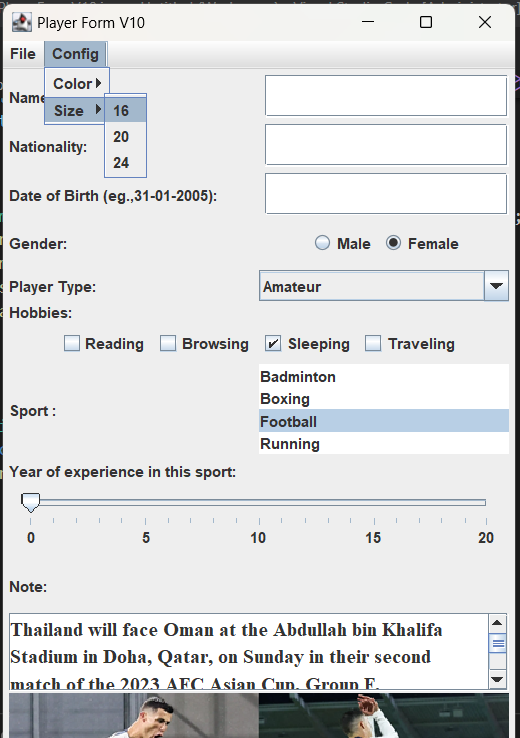 Player Form V10
File Config
Color
Size
16
20
24
Name
Nationality:
Date of Birth (eg.,31-01-2005):
Gender: Male Female
Player Type: Amateur
Hobbies:
Reading Browsing Sleeping Traveling
Sport :
Badminton
Boxing
Football
Running
Year of experience in this sport:
0 5 10 15 20
Note:
Thailand will face Oman at the Abdullah bin Khalifa
Stadium in Doha, Qatar, on Sunday in their second
match of the 2023 AFC Asian Cup, Group F.